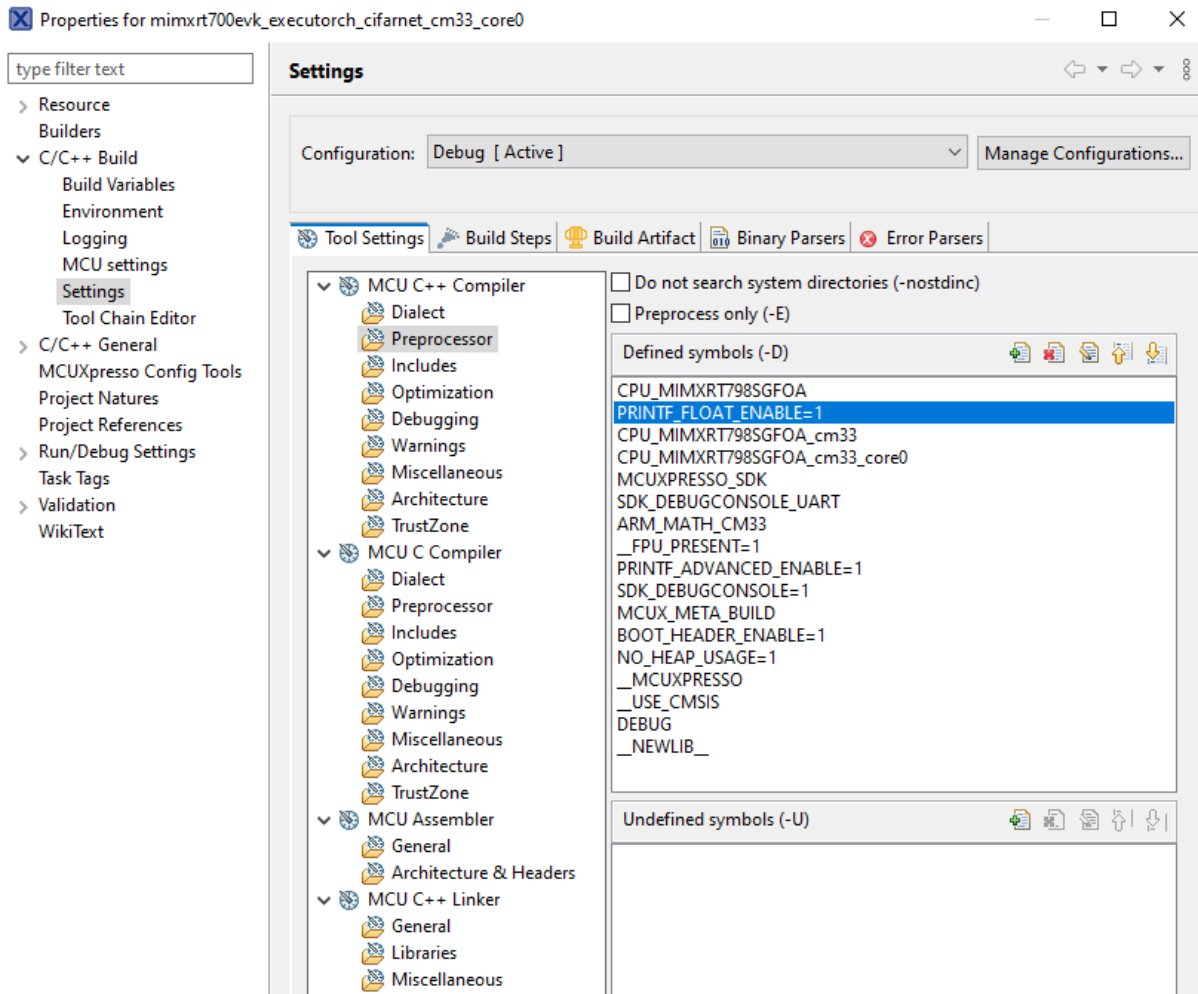 Properties for mimxrt700evk_executorch_cifarnet_cm33_core0
type filter text
Resource
Builders
C/C++ Build
Build Variables
Environment
Logging
MCU settings
Settings
Tool Chain Editor
C/C++ General
MCUXpresso Config Tools
Project Natures
Project References
Run/Debug Settings
Task Tags
Validation
WikiText
Settings
Configuration:
Debug [ Active ]
Manage Configurations...
Tool Settings
Build Steps
Build Artifact
Binary Parsers
Error Parsers
MCU C++ Compiler
Dialect
Preprocessor
Includes
Optimization
Debugging
Warnings
Miscellaneous
Architecture
TrustZone
MCU C Compiler
Dialect
Preprocessor
Includes
Optimization
Debugging
Warnings
Miscellaneous
Architecture
TrustZone
MCU Assembler
General
Architecture & Headers
MCU C++ Linker
General
Libraries
Miscellaneous
Do not search system directories (-nostdinc)
Preprocess only (-E)
Defined symbols (-D)
CPU_MIMXRT798SGFOA
PRINTF_FLOAT_ENABLE=1
CPU_MIMXRT798SGFOA_cm33
CPU_MIMXRT798SGFOA_cm33_core0
MCUXPRESSO_SDK
SDK_DEBUGCONSOLE_UART
ARM_MATH_CM33
__FPU_PRESENT=1
PRINTF_ADVANCED_ENABLE=1
SDK_DEBUGCONSOLE=1
MCUX_META_BUILD
BOOT_HEADER_ENABLE=1
NO_HEAP_USAGE=1
__MCUXPRESSO
__USE_CMSIS
DEBUG
__NEWLIB__
Undefined symbols (-U)